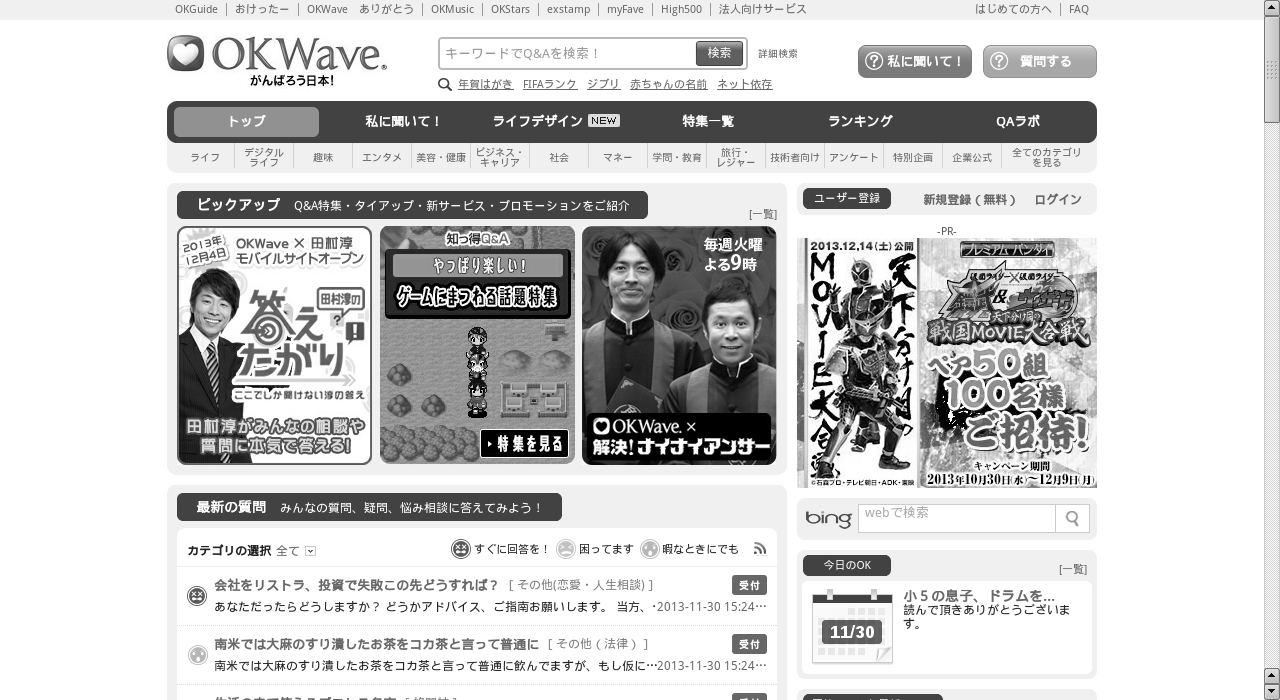 OKGuide おけったー OKWave ありがとう OKMusic OKStars exstamp myFave High500 法人向けサービス はじめての方へ FAQ
OKWave®
がんばろう日本!
キーワードでQ&Aを検索！ 検索 詳細検索
年賀はがき FIFAランク ジブリ 赤ちゃんの名前 ネット依存
私に聞いて！ 質問する
トップ 私に聞いて！ ライフデザイン NEW 特集一覧 ランキング QAラボ
ライフ デジタルライフ 趣味 エンタメ 美容・健康 ビジネス・キャリア 社会 マネー 学問・教育 旅行・レジャー 技術者向け アンケート 特別企画 企業公式 全てのカテゴリを見る
ピックアップ Q&A特集・タイアップ・新サービス・プロモーションをご紹介
[一覧]
2013年
12月4日
OKWave × 田村淳
モバイルサイトオープン
田村淳の
答え
たがり
?
!
ここでしか聞けない淳の答え
田村淳がみんなの相談や
質問に本気で答える!
知っ得Q&A
やっぱり楽しい!
ゲームにまつわる話題特集
特集を見る
毎週火曜
よる9時
OKWave. ×
解決!ナイナイアンサー
ユーザー登録 新規登録（無料） ログイン
-PR-
2013.12.14(土)公開
MOVIE大合戦
天下分け目の
©石森プロ・テレビ朝日・ADK・東映
プレミアム バンダイ
仮面ライダー×仮面ライダー
鎧武&ウィザード
天下分け目の
戦国MOVIE大合戦
ペア50組
100名様
ご招待!
キャンペーン期間
2013年10月30日(水)〜12月9日(月)
最新の質問 みんなの質問、疑問、悩み相談に答えてみよう！
カテゴリの選択 全て すぐに回答を！ 困ってます 暇なときにでも
会社をリストラ、投資で失敗この先どうすれば？ [ その他(恋愛・人生相談) ] 受付
あなただったらどうしますか？ どうかアドバイス、ご指南お願いします。 当方、…2013-11-30 15:24…
南米では大麻のすり潰したお茶をコカ茶と言って普通に [ その他（法律） ] 受付
南米では大麻のすり潰したお茶をコカ茶と言って普通に飲んでますが、もし仮に…2013-11-30 15:24…
bing webで検索
今日のOK
[一覧]
11/30
小５の息子、ドラムを...
読んで頂きありがとうございます。